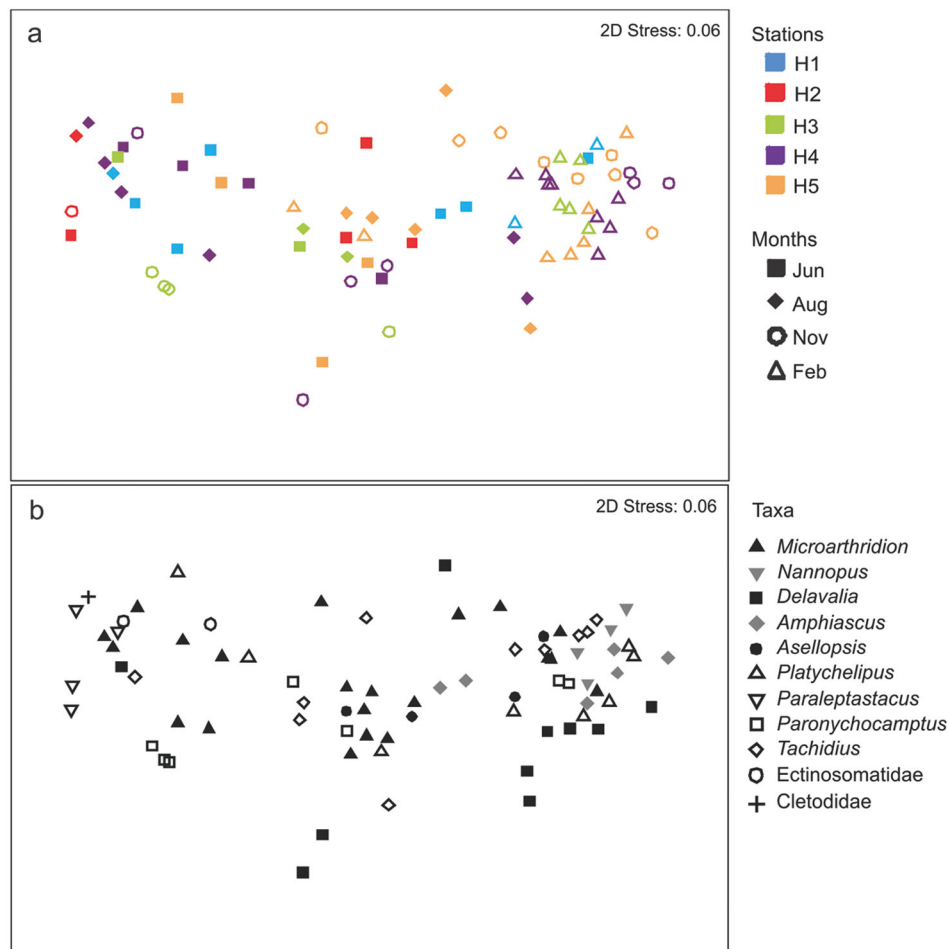 a
2D Stress: 0.06
Stations
H1
H2
H3
H4
H5
Months
Jun
Aug
Nov
Feb
b
2D Stress: 0.06
Taxa
Microarthridion
Nannopus
Delavalia
Amphiascus
Asellopsis
Platychelipus
Paraleptastacus
Paronychocamptus
Tachidius
Ectinosomatidae
Cletodidae